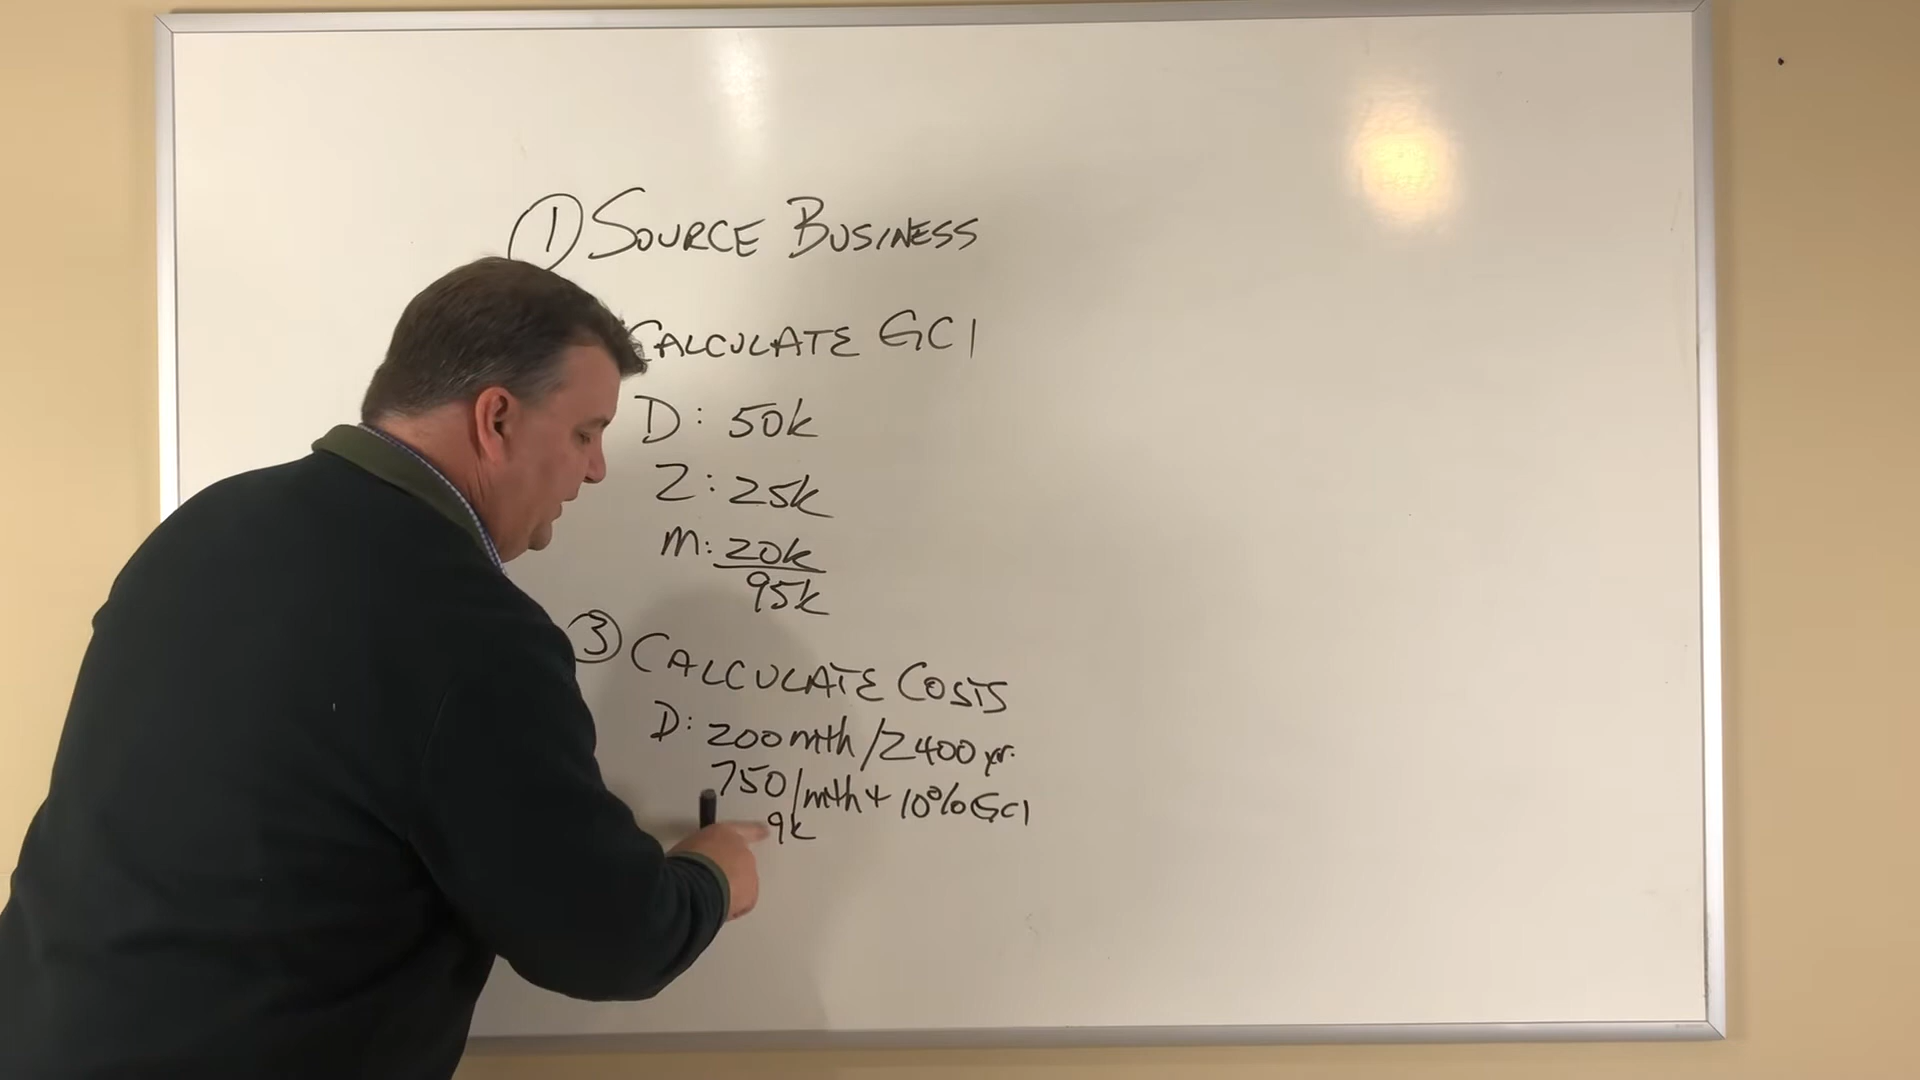 ① SOURCE BUSINESS
CALCULATE GCI
D: 50k
Z: 25k
M: 20k
95k
③ CALCULATE COSTS
D: 200 mth/2400 yr.
750/mth + 10% GCI
9k